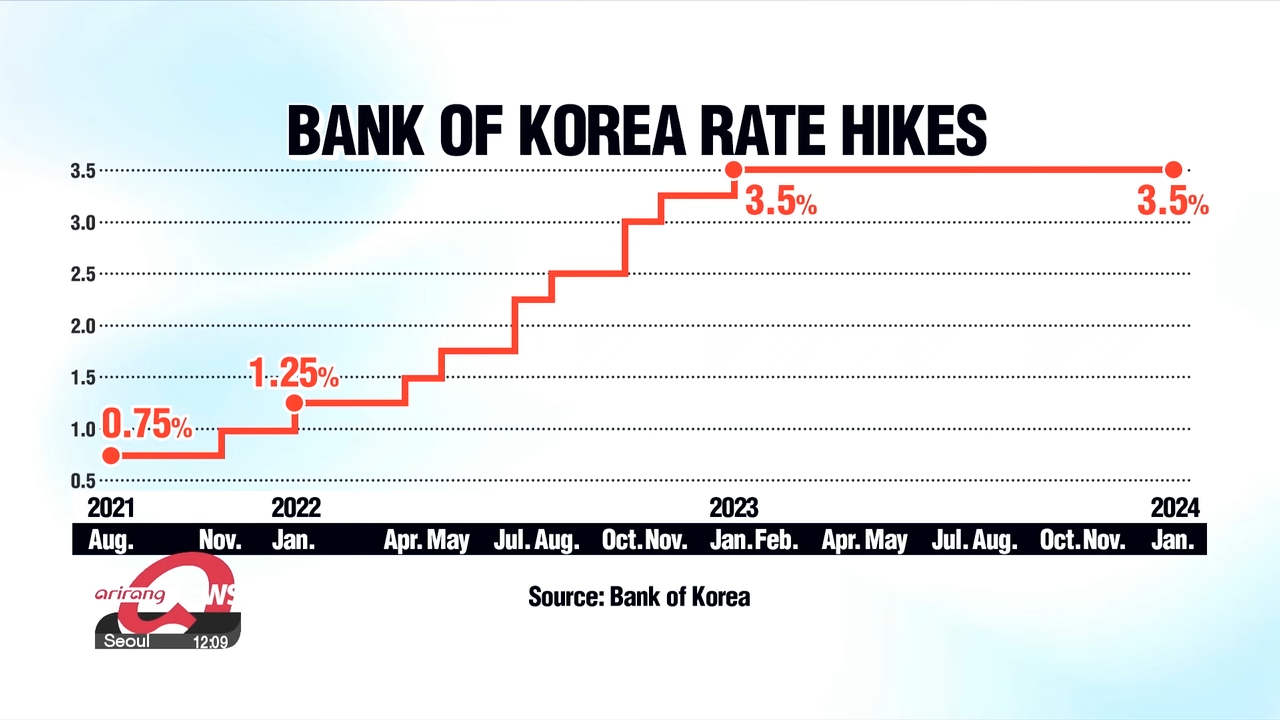 BANK OF KOREA RATE HIKES
3.5
3.5%
3.5%
3.0
2.5
2.0
1.5
1.25%
1.0
0.75%
0.5
2021 2022 2023 2024
Aug. Nov. Jan. Apr. May Jul. Aug. Oct. Nov. Jan. Feb. Apr. May Jul. Aug. Oct. Nov. Jan.
Source: Bank of Korea
arirang NEWS
Seoul 12:09